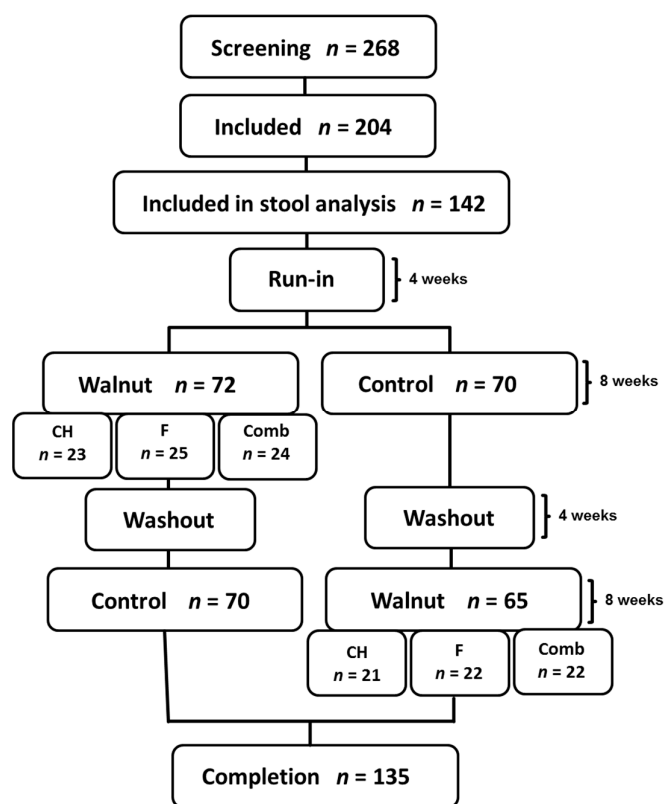 Screening n = 268
Included n = 204
Included in stool analysis n = 142
Run-in
4 weeks
Walnut n = 72
Control n = 70
8 weeks
CH
n = 23
F
n = 25
Comb
n = 24
Washout
Washout
4 weeks
Control n = 70
Walnut n = 65
8 weeks
CH
n = 21
F
n = 22
Comb
n = 22
Completion n = 135